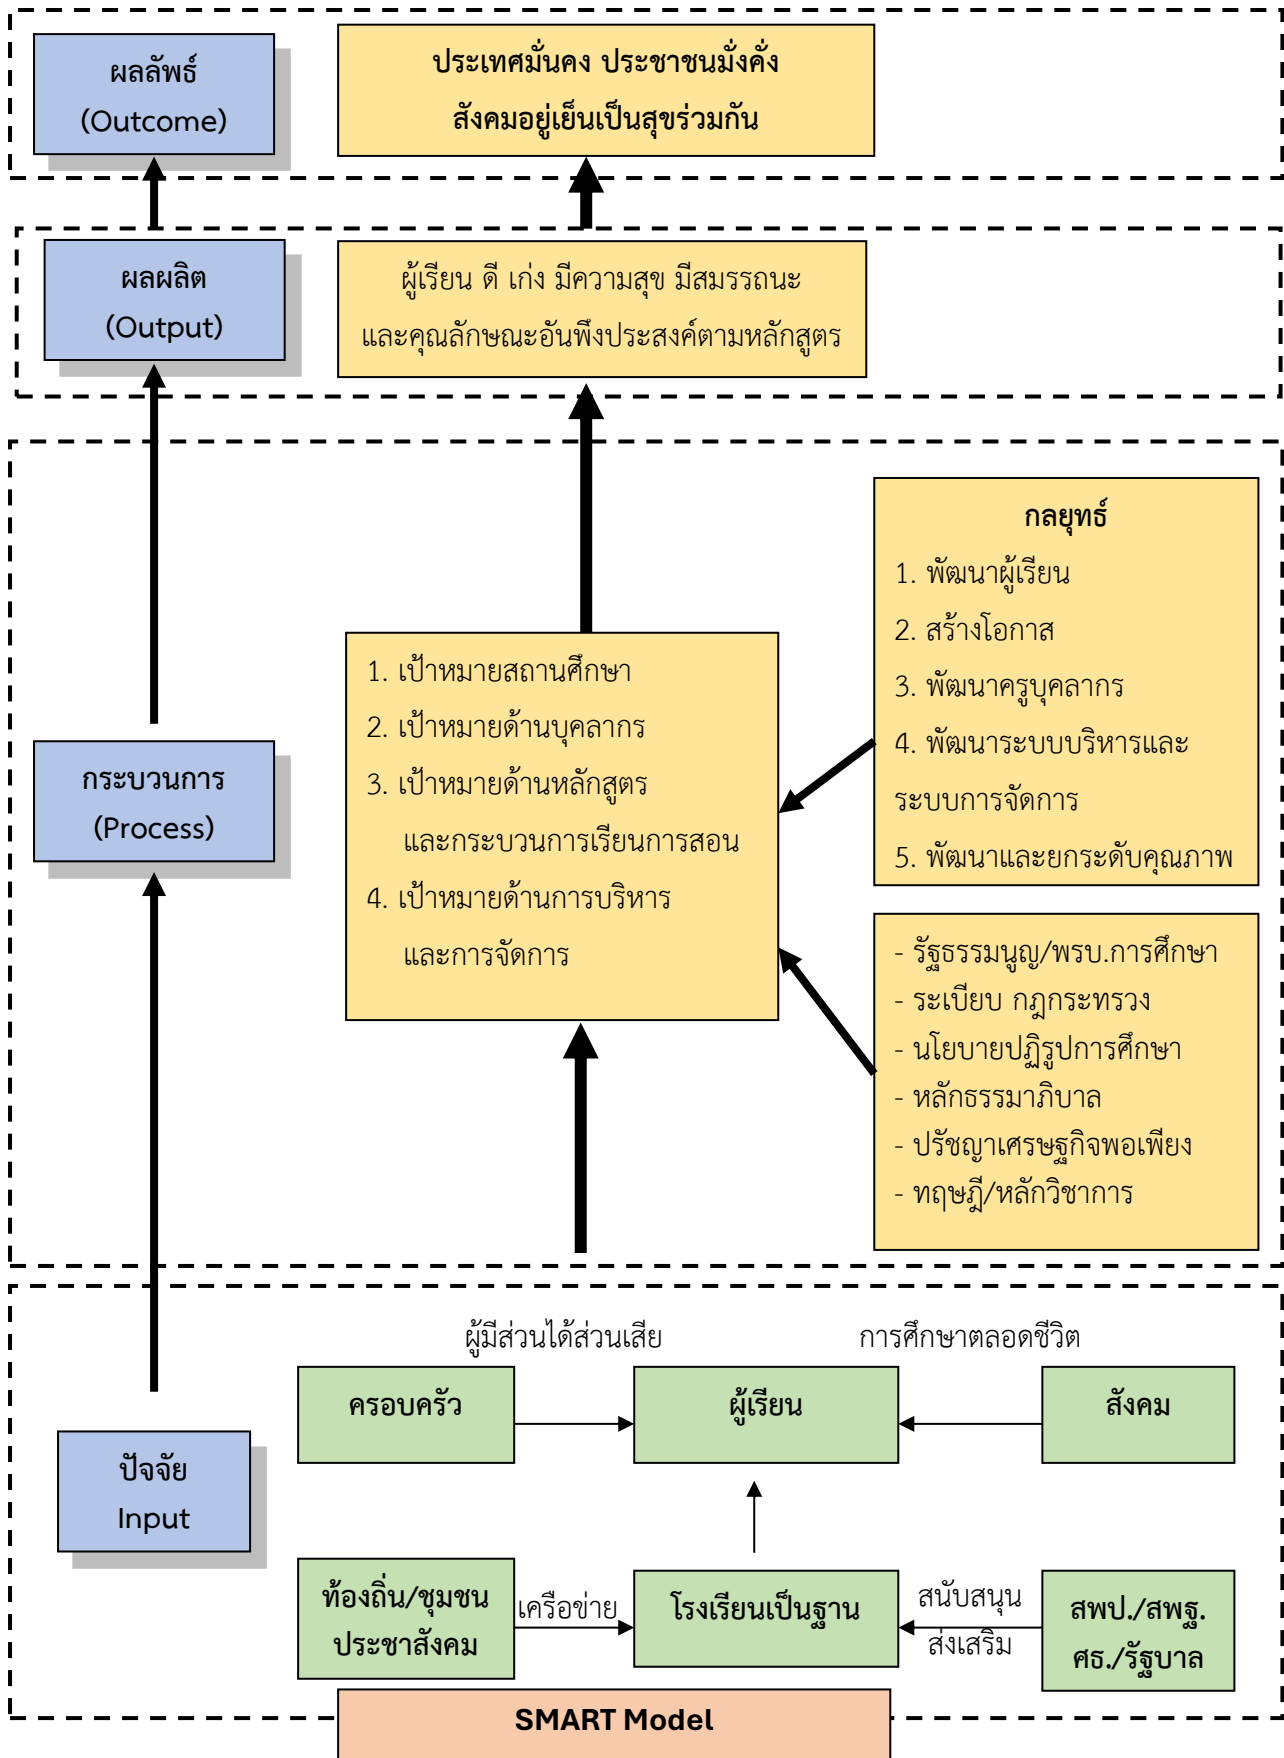 ผลลัพธ์
(Outcome)
ประเทศมั่นคง ประชาชนมั่งคั่ง
สังคมอยู่เย็นเป็นสุขร่วมกัน
ผลผลิต
(Output)
ผู้เรียน ดี เก่ง มีความสุข มีสมรรถนะ
และคุณลักษณะอันพึงประสงค์ตามหลักสูตร
กลยุทธ์
1. พัฒนาผู้เรียน
2. สร้างโอกาส
3. พัฒนาครูบุคลากร
4. พัฒนาระบบบริหารและ
ระบบการจัดการ
5. พัฒนาและยกระดับคุณภาพ
กระบวนการ
(Process)
1. เป้าหมายสถานศึกษา
2. เป้าหมายด้านบุคลากร
3. เป้าหมายด้านหลักสูตร
และกระบวนการเรียนการสอน
4. เป้าหมายด้านการบริหาร
และการจัดการ
- รัฐธรรมนูญ/พรบ.การศึกษา
- ระเบียบ กฎกระทรวง
- นโยบายปฏิรูปการศึกษา
- หลักธรรมาภิบาล
- ปรัชญาเศรษฐกิจพอเพียง
- ทฤษฎี/หลักวิชาการ
ผู้มีส่วนได้ส่วนเสีย
การศึกษาตลอดชีวิต
ครอบครัว
ผู้เรียน
สังคม
ปัจจัย
Input
ท้องถิ่น/ชุมชน
ประชาสังคม
เครือข่าย
โรงเรียนเป็นฐาน
สนับสนุน
ส่งเสริม
สพป./สพฐ.
ศธ./รัฐบาล
SMART Model